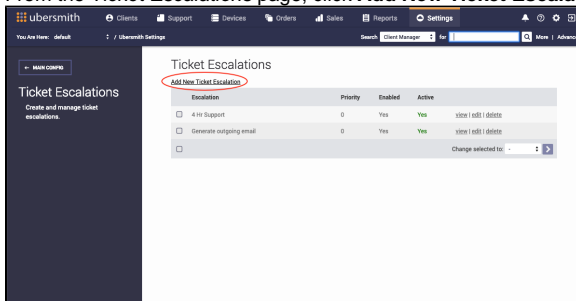 From the Ticket Escalations page, click Add New Ticket Escala
ubersmith Clients Support Devices Orders Sales Reports Settings
You Are Here: default / Ubersmith Settings Search Client Manager for More | Advanc
← MAIN CONFIG
Ticket Escalations
Create and manage ticket
escalations.
Ticket Escalations
Add New Ticket Escalation
Escalation Priority Enabled Active
4 Hr Support 0 Yes Yes view | edit | delete
Generate outgoing email 0 Yes Yes view | edit | delete
Change selected to: -